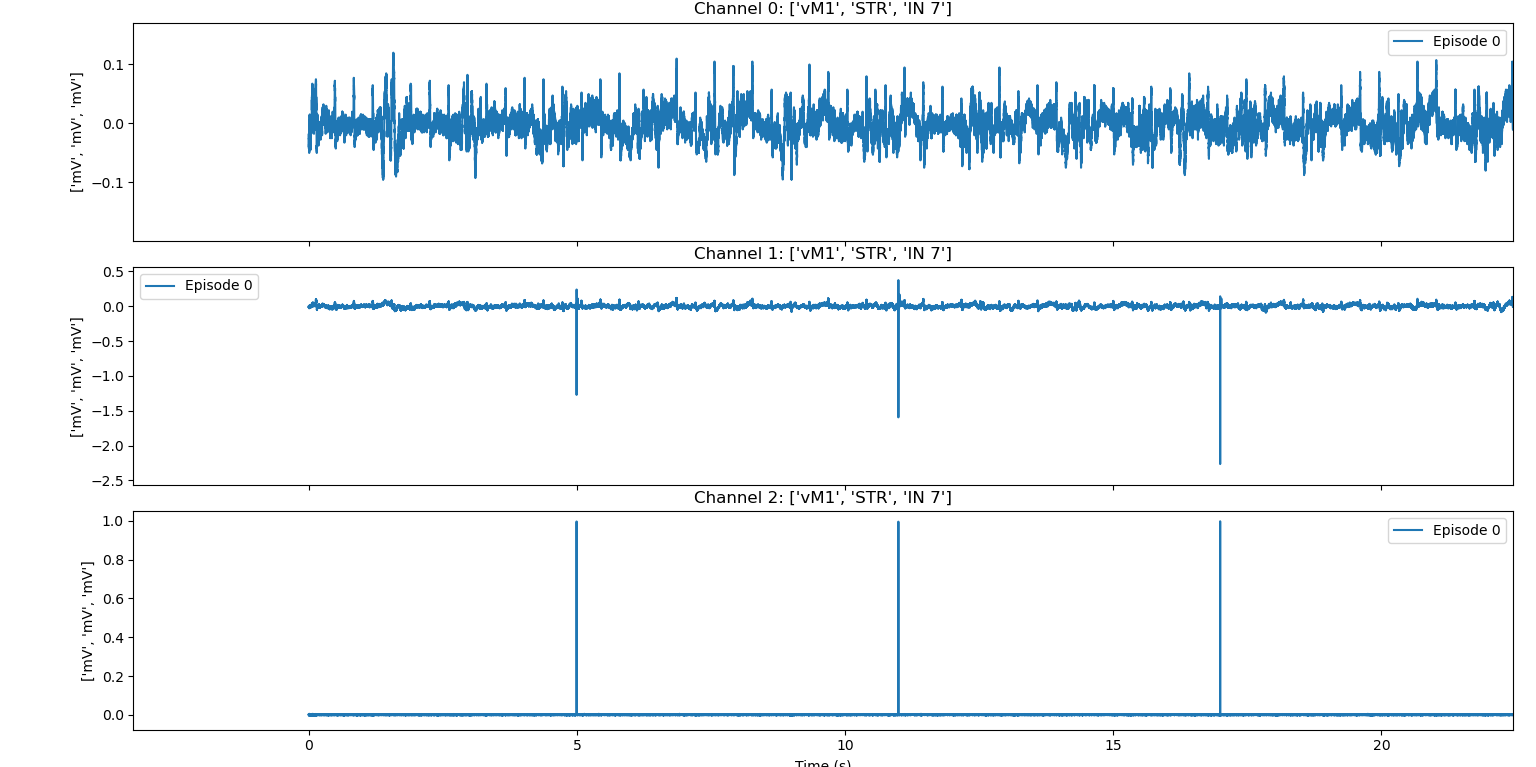 Channel 0: ['vM1', 'STR', 'IN 7']
['mV', 'mV', 'mV']
0.1
0.0
−0.1
Episode 0
Channel 1: ['vM1', 'STR', 'IN 7']
['mV', 'mV', 'mV']
0.5
0.0
−0.5
−1.0
−1.5
−2.0
−2.5
Episode 0
Channel 2: ['vM1', 'STR', 'IN 7']
['mV', 'mV', 'mV']
1.0
0.8
0.6
0.4
0.2
0.0
Episode 0
0 5 10 15 20
Time (s)